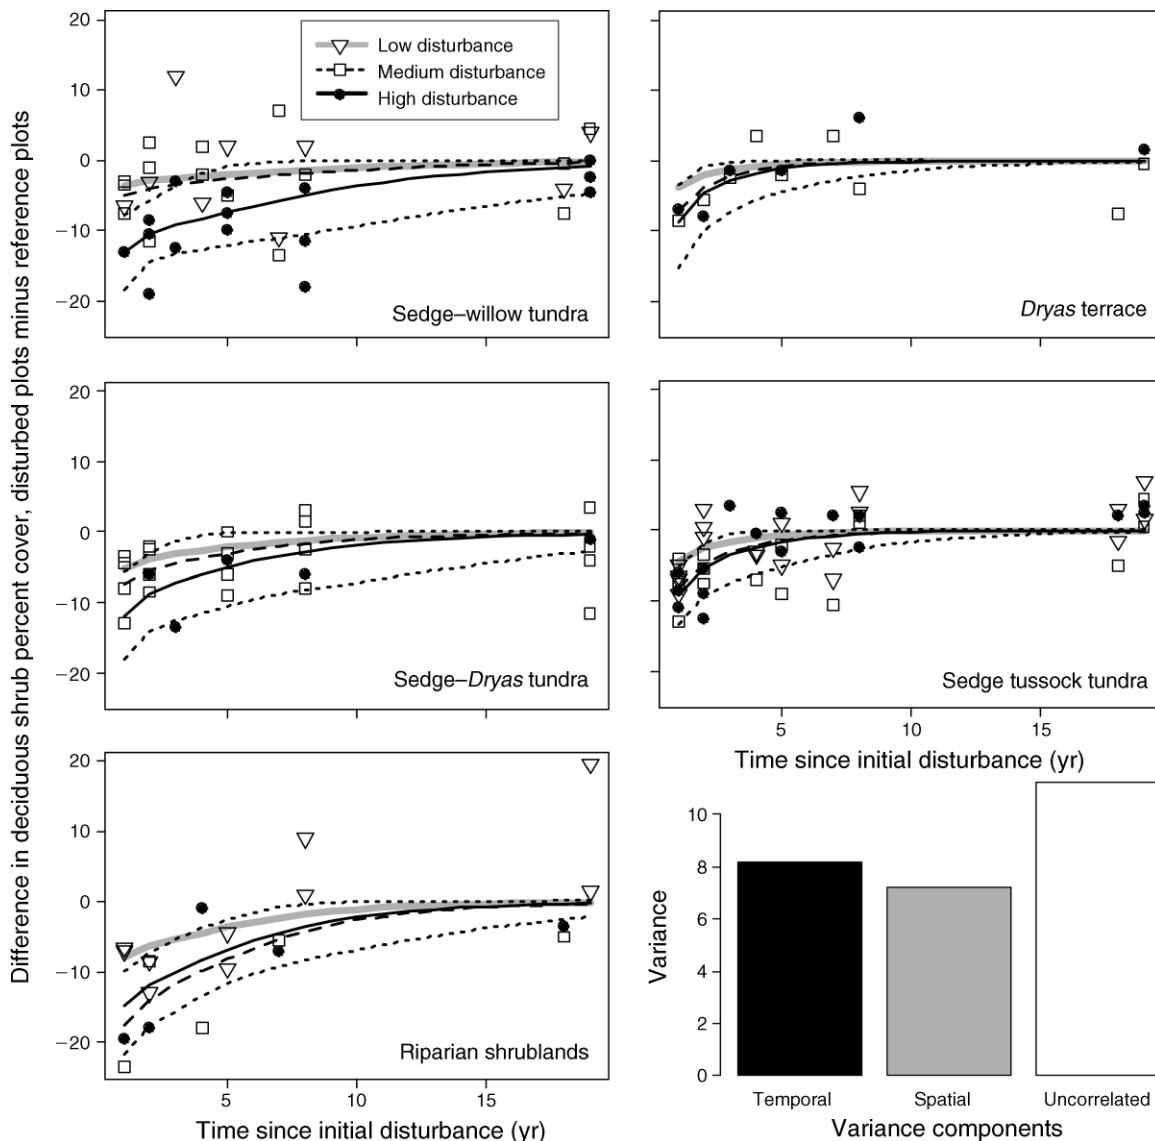 Difference in deciduous shrub percent cover, disturbed plots minus reference plots
20
10
0
−10
−20
Low disturbance
Medium disturbance
High disturbance
Sedge–willow tundra
5
10
15
Dryas terrace
20
10
0
−10
−20
Sedge–Dryas tundra
Sedge tussock tundra
5
10
15
Time since initial disturbance (yr)
20
10
0
−10
−20
Riparian shrublands
5
10
15
Time since initial disturbance (yr)
Variance
10
8
6
4
2
0
Temporal Spatial Uncorrelated
Variance components